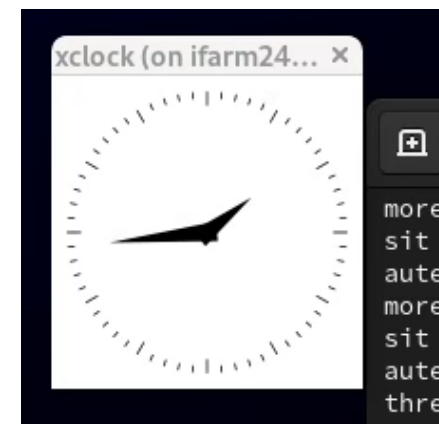 xclock (on ifarm24...
more
sit
aute
more
sit
aute
thre